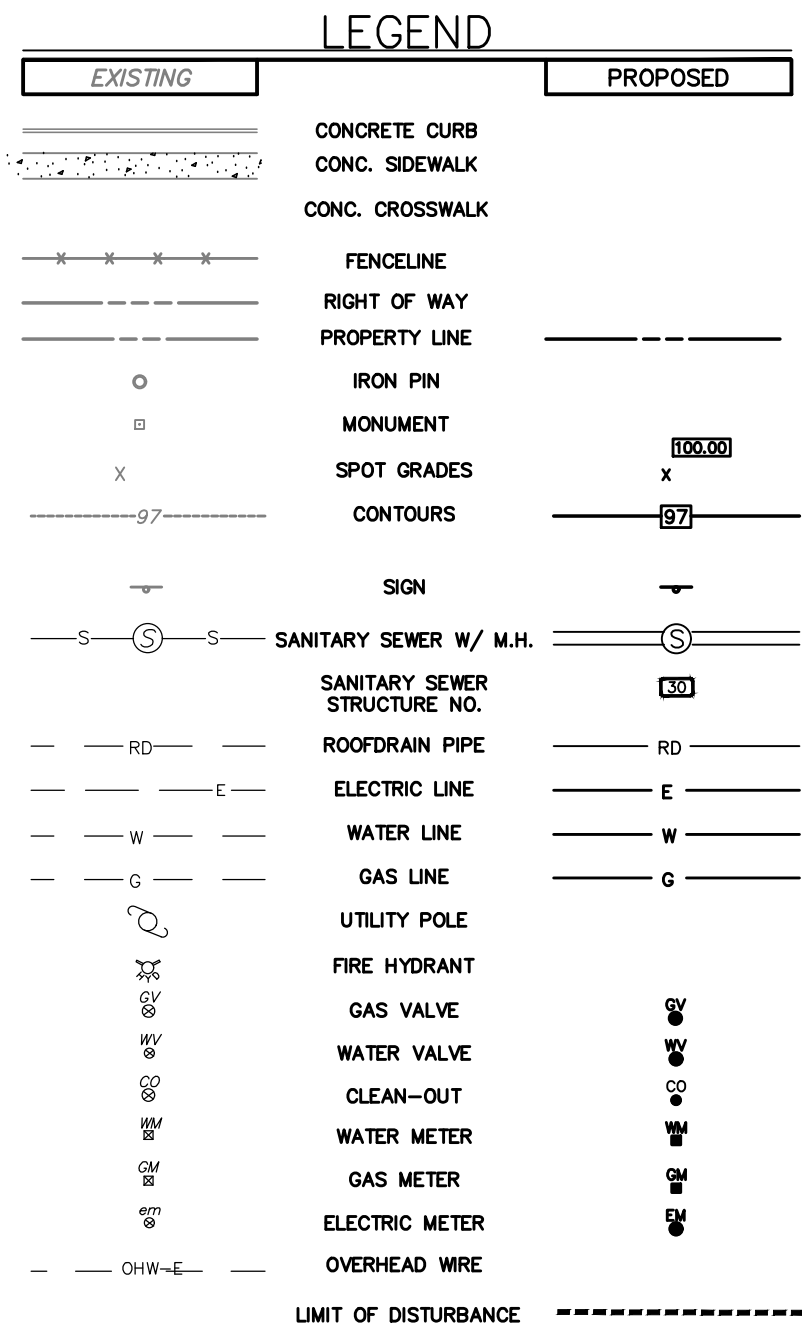 LEGEND
EXISTING PROPOSED
CONCRETE CURB
CONC. SIDEWALK
CONC. CROSSWALK
X X X X FENCELINE
RIGHT OF WAY
PROPERTY LINE
IRON PIN
MONUMENT
100.00
X SPOT GRADES X
97 CONTOURS 97
SIGN
S S S SANITARY SEWER W/ M.H. S
SANITARY SEWER
STRUCTURE NO. 30
RD ROOFDRAIN PIPE RD
E ELECTRIC LINE E
W WATER LINE W
G GAS LINE G
UTILITY POLE
FIRE HYDRANT
GV GAS VALVE GV
WV WATER VALVE WV
CO CLEAN-OUT CO
WM WATER METER WM
GM GAS METER GM
em ELECTRIC METER EM
OHW-E OVERHEAD WIRE
LIMIT OF DISTURBANCE